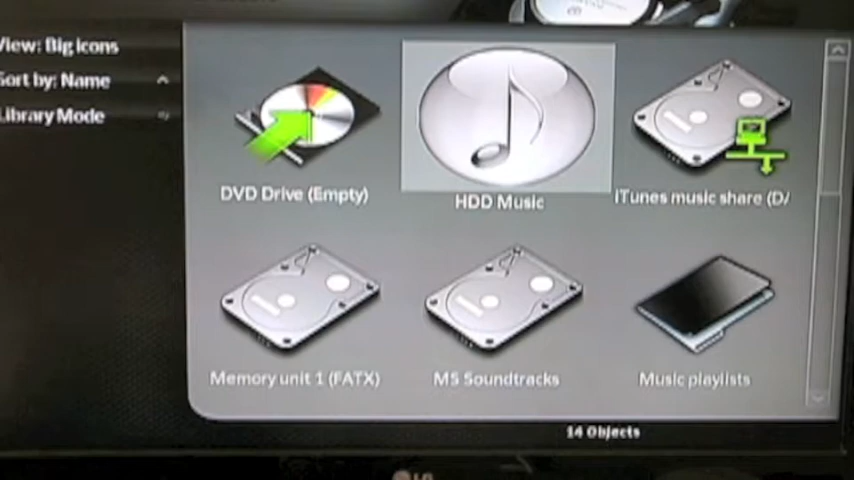 View: Big Icons
Sort by: Name
Library Mode
DVD Drive (Empty)
HDD Music
iTunes music share (DA
Memory unit 1 (FATX)
MS Soundtracks
Music playlists
14 Objects
LG